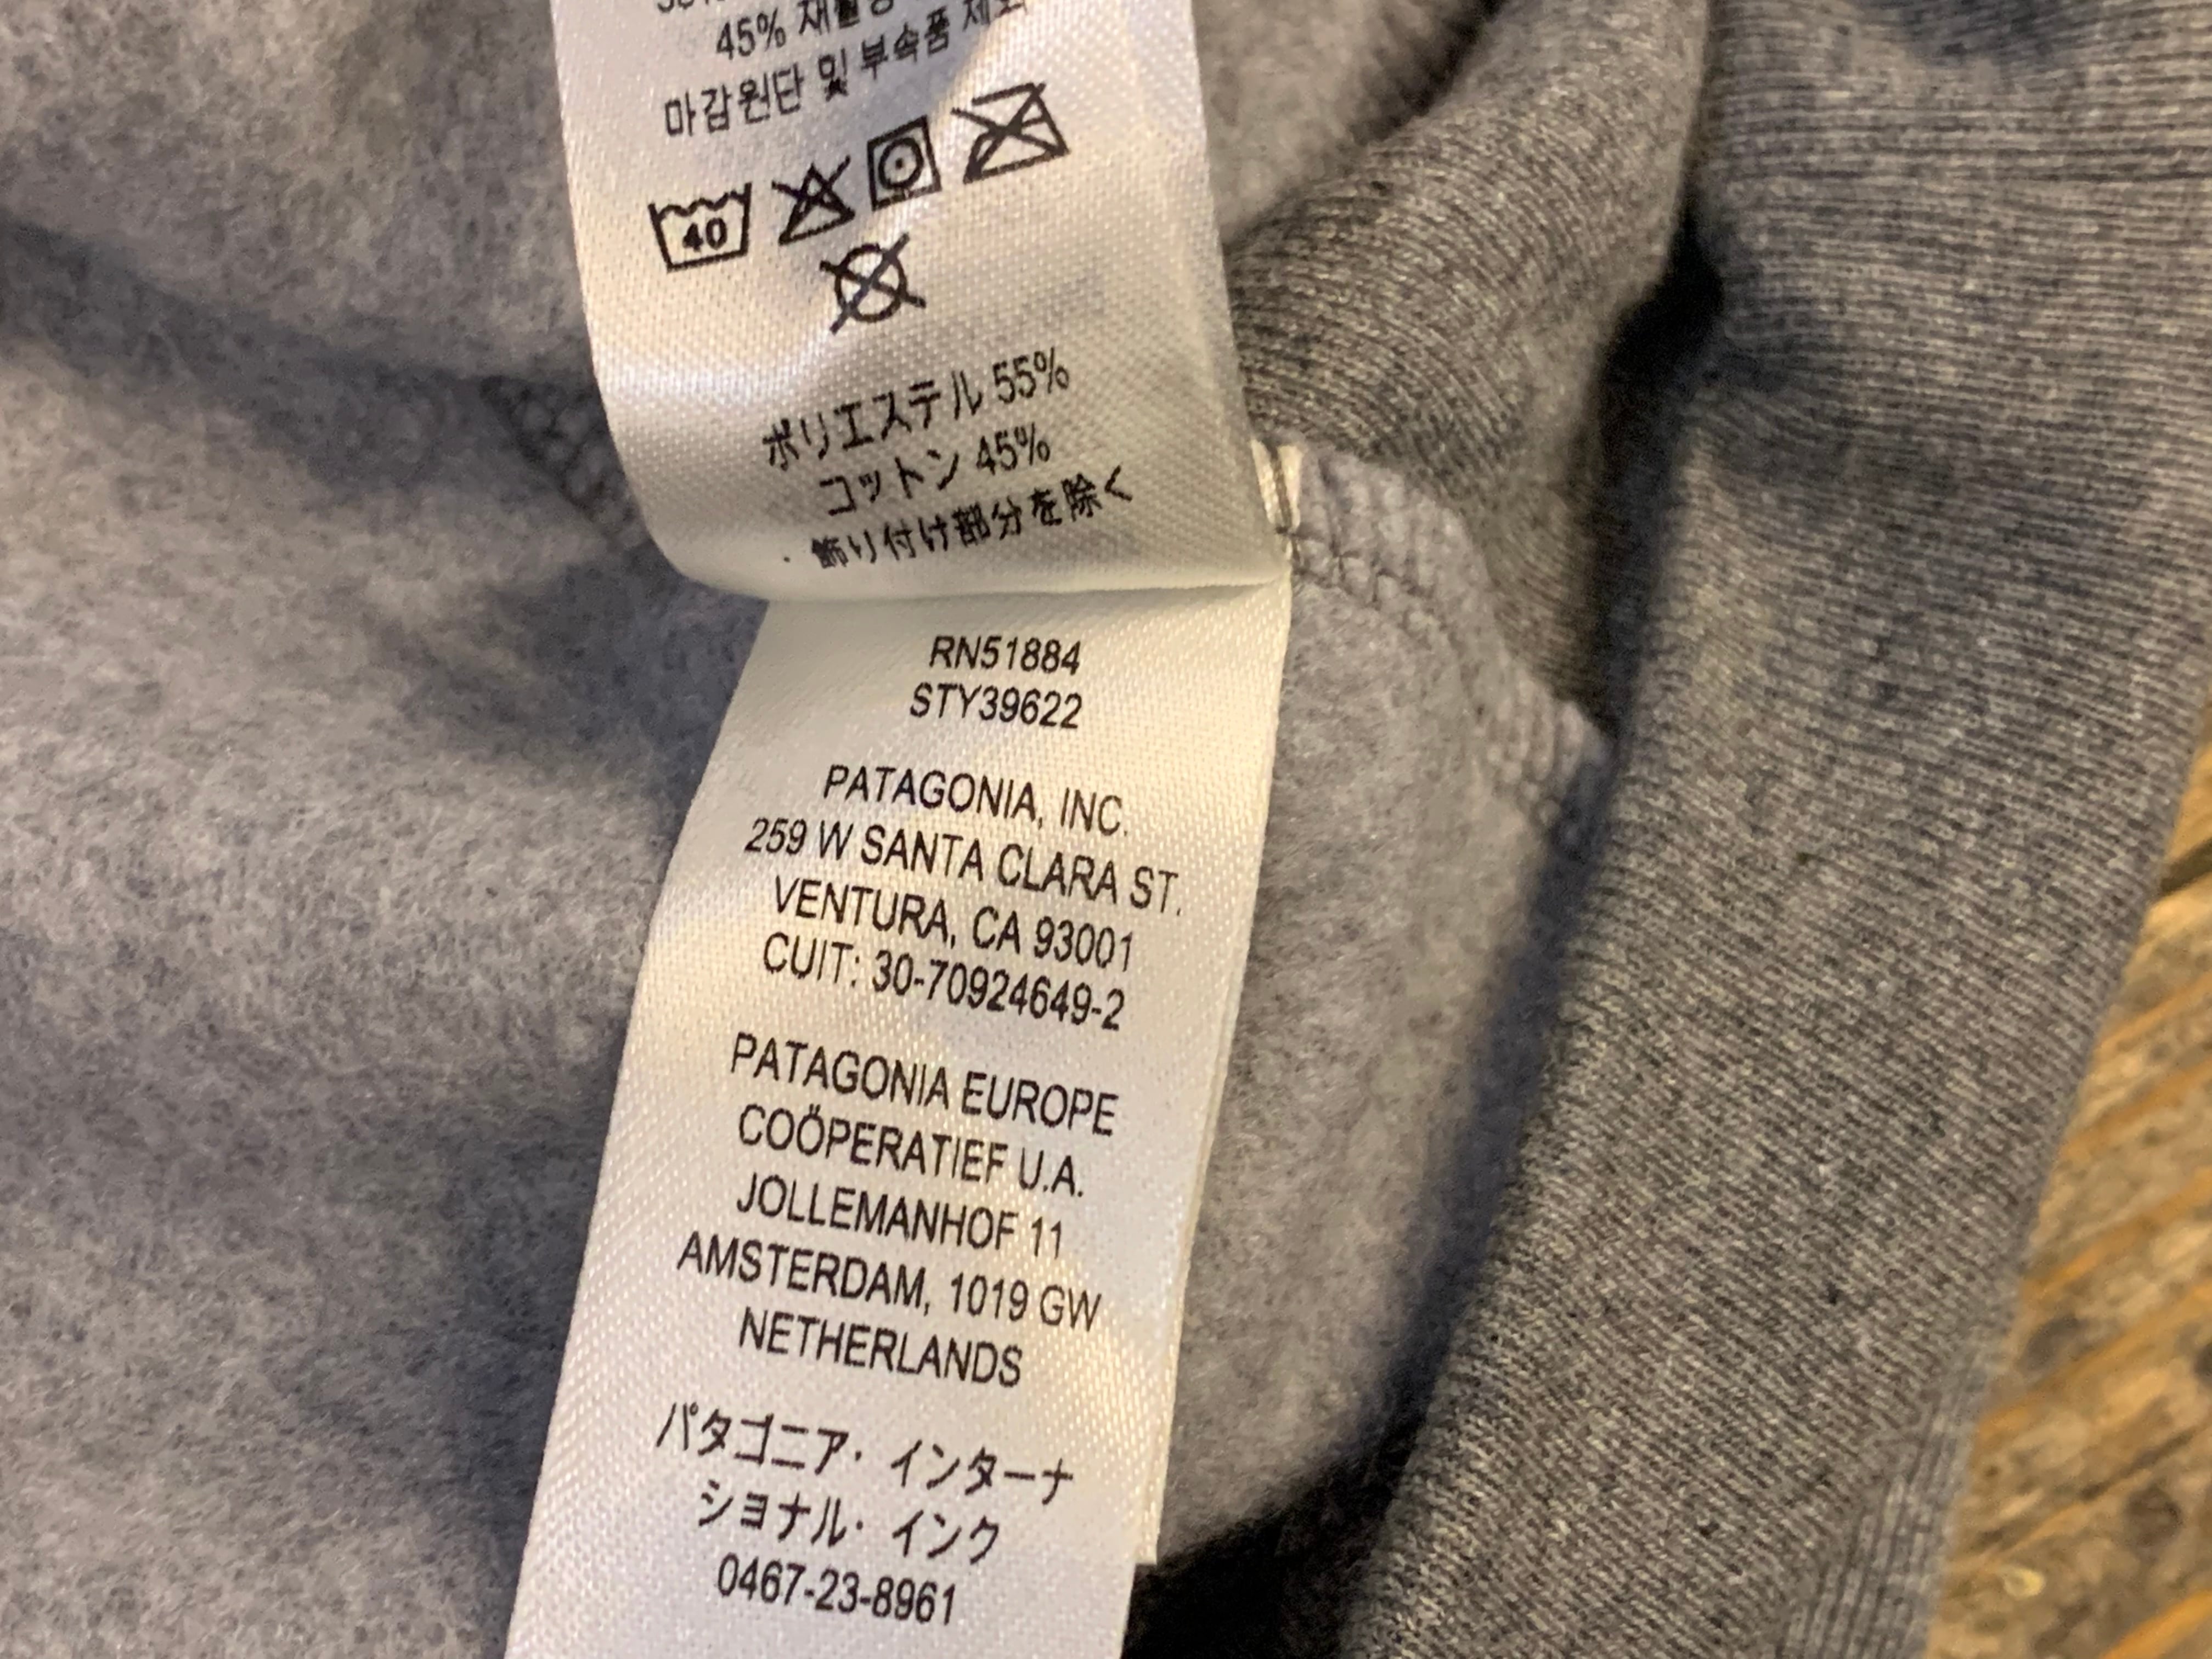 45%
마감원단 및 부속품 제외
40
ポリエステル 55%
コットン 45%
飾り付け部分を除く
RN51884
STY39622
PATAGONIA, INC.
259 W SANTA CLARA ST.
VENTURA, CA 93001
CUIT: 30-70924649-2
PATAGONIA EUROPE
COÖPERATIEF U.A.
JOLLEMANHOF 11
AMSTERDAM, 1019 GW
NETHERLANDS
パタゴニア・インターナ
ショナル・インク
0467-23-8961